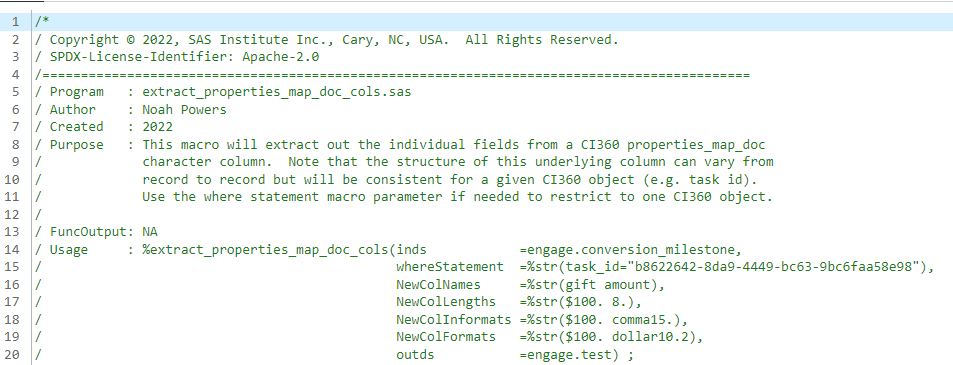 1 /*
2 / Copyright © 2022, SAS Institute Inc., Cary, NC, USA.  All Rights Reserved.
3 / SPDX-License-Identifier: Apache-2.0
4 /===========================================================================================
5 / Program   : extract_properties_map_doc_cols.sas
6 / Author    : Noah Powers
7 / Created   : 2022
8 / Purpose   : This macro will extract out the individual fields from a CI360 properties_map_doc
9 /             character column.  Note that the structure of this underlying column can vary from
10 /             record to record but will be consistent for a given CI360 object (e.g. task id).
11 /             Use the where statement macro parameter if needed to restrict to one CI360 object.
12 /
13 / FuncOutput: NA
14 / Usage     : %extract_properties_map_doc_cols(inds            =engage.conversion_milestone,
15 /                                              whereStatement  =%str(task_id="b8622642-8da9-4449-bc63-9bc6faa58e98"),
16 /                                              NewColNames     =%str(gift amount),
17 /                                              NewColLengths   =%str($100. 8.),
18 /                                              NewColInformats =%str($100. comma15.),
19 /                                              NewColFormats   =%str($100. dollar10.2),
20 /                                              outds           =engage.test) ;